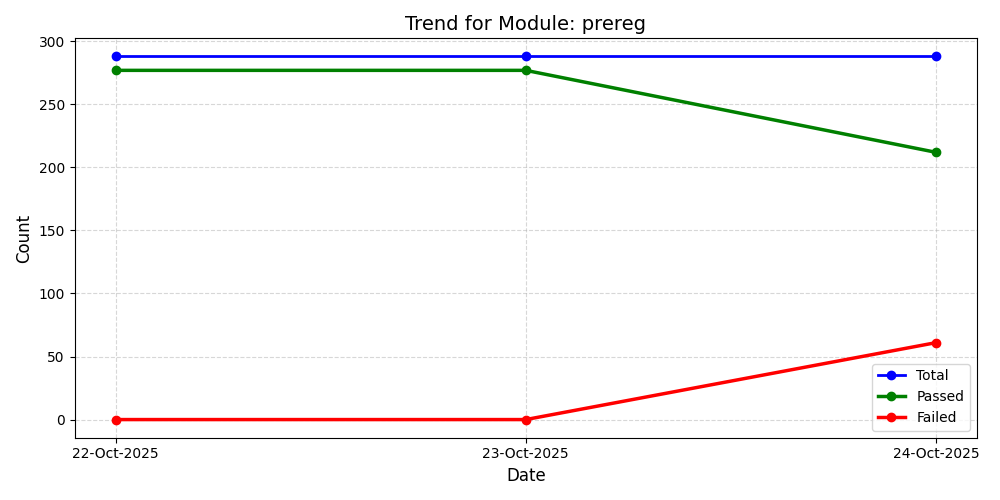 Trend for Module: prereg
300
250
200
150
100
50
0
Count
22-Oct-2025
23-Oct-2025
24-Oct-2025
Date
Total
Passed
Failed